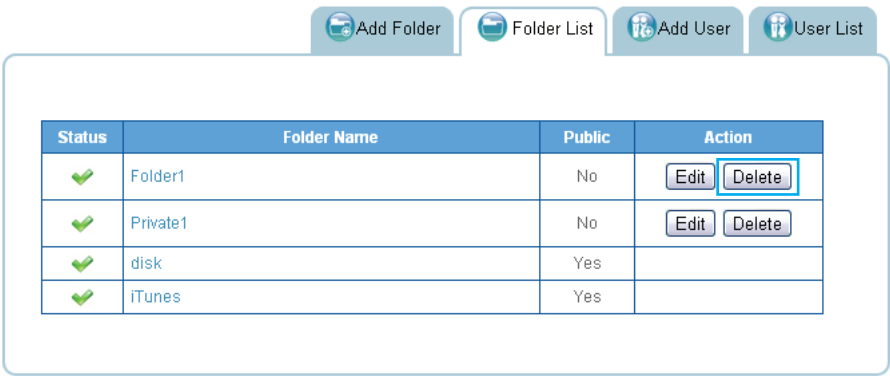 Add Folder Folder List Add User User List
Status Folder Name Public Action
Folder1 No Edit Delete
Private1 No Edit Delete
disk Yes
iTunes Yes